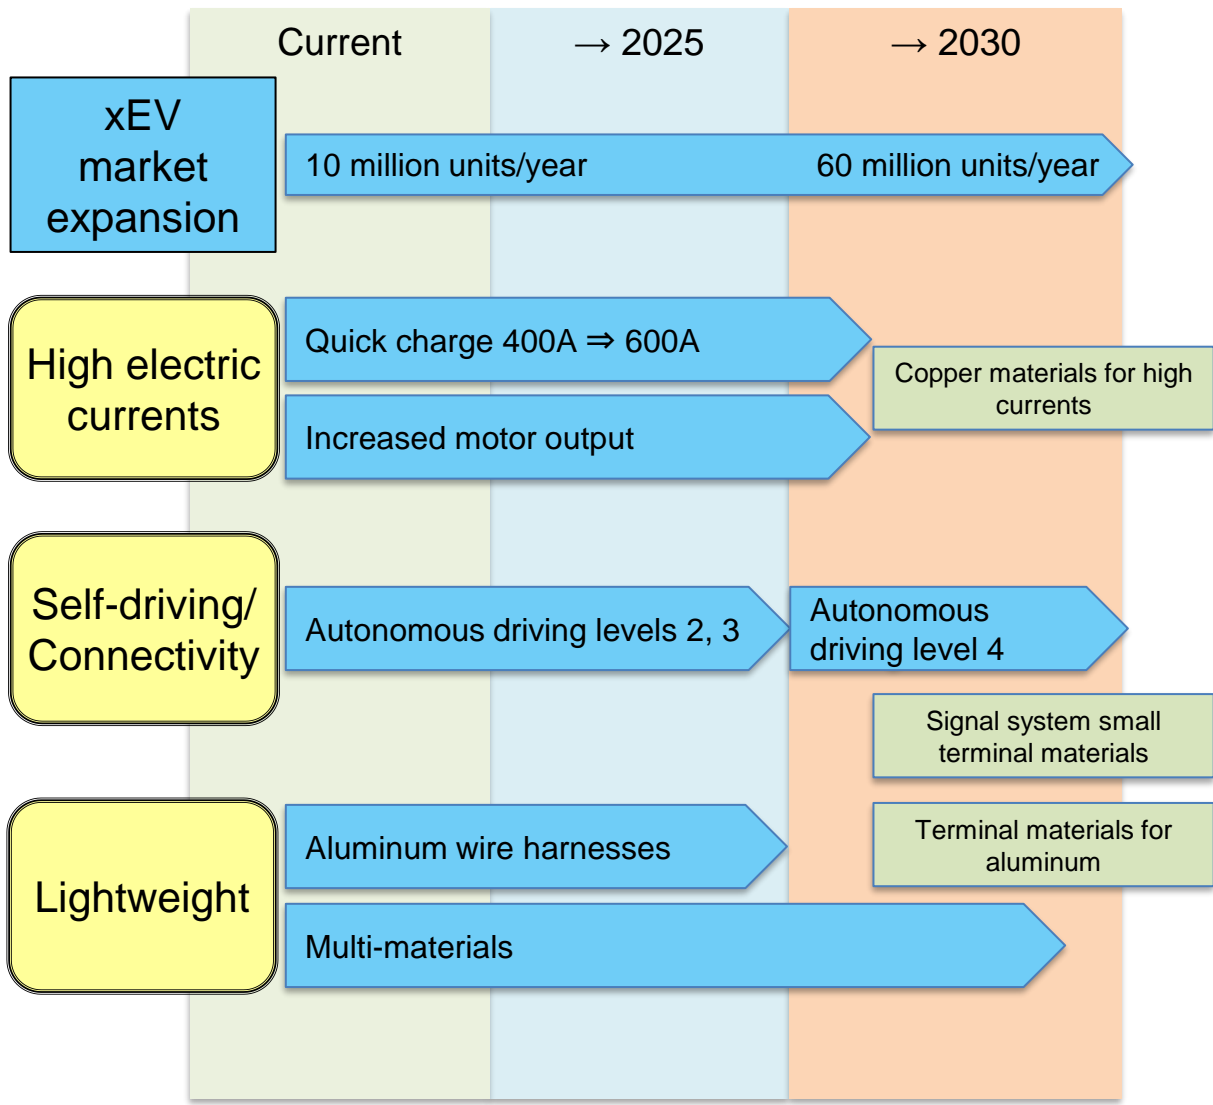 Current
→ 2025
→ 2030
xEV
market
expansion
10 million units/year
60 million units/year
High electric
currents
Quick charge 400A ⇒ 600A
Increased motor output
Copper materials for high
currents
Self-driving/
Connectivity
Autonomous driving levels 2, 3
Autonomous
driving level 4
Signal system small
terminal materials
Lightweight
Aluminum wire harnesses
Terminal materials for
aluminum
Multi-materials